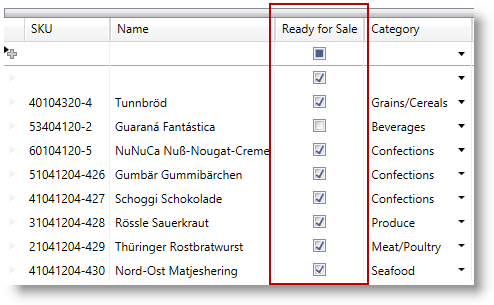 SKU Name Ready for Sale Category
40104320-4 Tunnbröd Grains/Cereals
53404120-2 Guaraná Fantástica Beverages
60104120-5 NuNuCa Nuß-Nougat-Creme Confections
51041204-426 Gumbär Gummibärchen Confections
41041204-427 Schoggi Schokolade Confections
31041204-428 Rössle Sauerkraut Produce
21041204-429 Thüringer Rostbratwurst Meat/Poultry
41041204-430 Nord-Ost Matjeshering Seafood